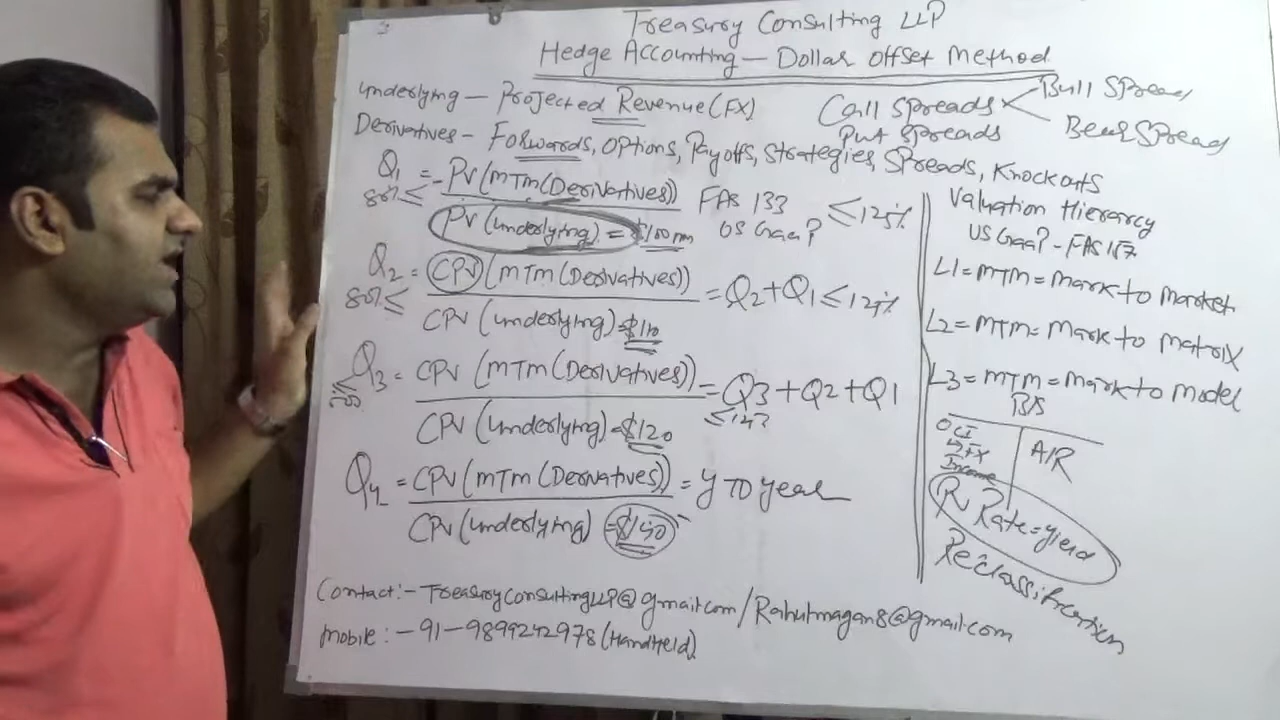 Treasury Consulting LLP
Hedge Accounting — Dollar Offset Method
Underlying — Projected Revenue (FX)
Call Spreads
Bull Spread
Bear Spread
Put Spreads
Derivatives - Forwards, Options, Payoffs, Strategies, Spreads, Knockouts
Q1 = - PV (MTM (Derivatives))
80% ≤
PV (Underlying) = $100 m
FAS 133
US GaaP
≤ 125%
Q2 = CPV (MTM (Derivatives))
80% ≤
CPV (Underlying) = $110
= Q2 + Q1 ≤ 125%
Q3 = CPV (MTM (Derivatives))
CPV (Underlying) = $120
= Q3 + Q2 + Q1
Q4 = CPV (MTM (Derivatives))
CPV (Underlying) = $150
= Y To Year
Valuation Hierarchy
US GaaP - FAS 157
L1 = MTM = Mark to Market
L2 = MTM = Mark to Matrix
L3 = MTM = Mark to Model
BS
OCI
→ FX
Income
A/R
PV Rate = Yield
Reclassification
Contact :- TreasuryConsultingLLP@gmail.com / Rahulmagan8@gmail.com
Mobile : - 91 - 9899242978 (HandHeld)